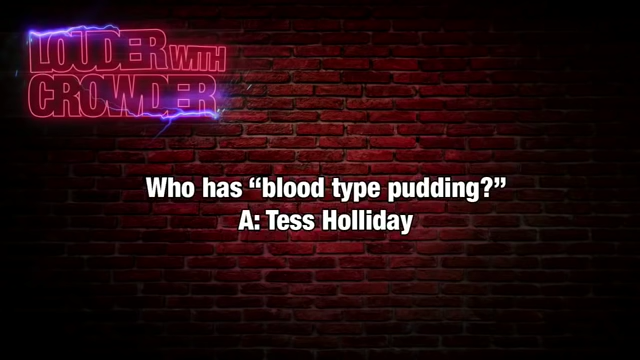 LOUDER WITH
CROWDER
Who has “blood type pudding?”
A: Tess Holliday